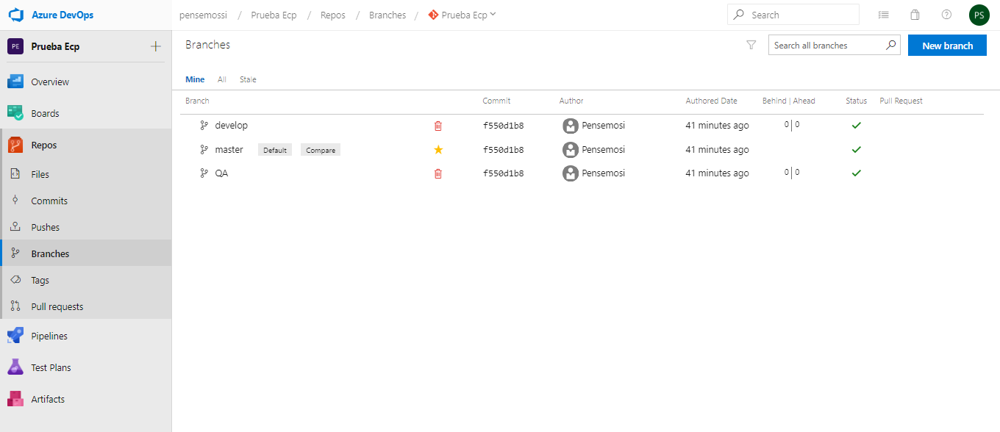 Azure DevOps
pensemossi / Prueba Ecp / Repos / Branches / Prueba Ecp
Search
PS
PE Prueba Ecp
Overview
Boards
Repos
Files
Commits
Pushes
Branches
Tags
Pull requests
Pipelines
Test Plans
Artifacts
Branches
Search all branches
New branch
Mine All Stale
Branch Commit Author Authored Date Behind | Ahead Status Pull Request
develop f550d1b8 Pensemosi 41 minutes ago 0 | 0
master Default Compare f550d1b8 Pensemosi 41 minutes ago
QA f550d1b8 Pensemosi 41 minutes ago 0 | 0